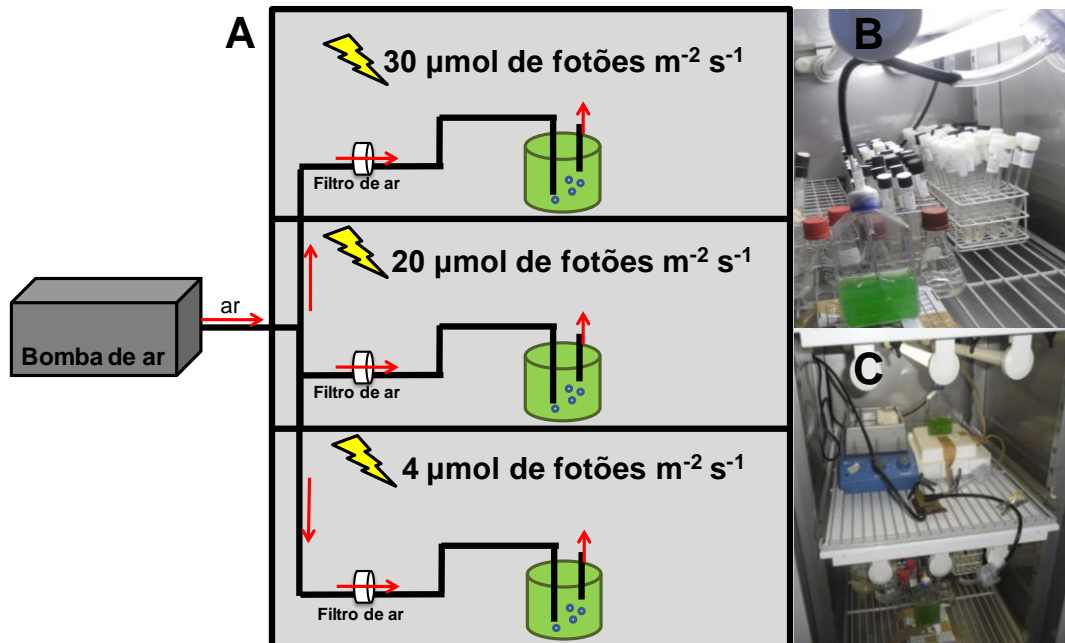 A
30 µmol de fotões m-2 s-1
Filtro de ar
20 µmol de fotões m-2 s-1
ar
Bomba de ar
Filtro de ar
4 µmol de fotões m-2 s-1
Filtro de ar
B
C